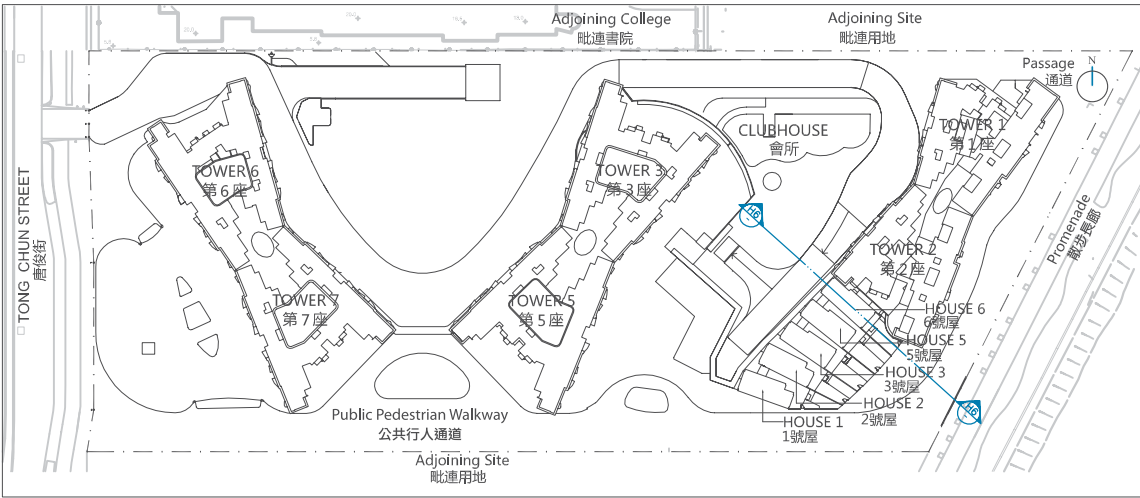 Adjoining College
毗連書院
Adjoining Site
毗連用地
Passage
通道
N
TONG CHUN STREET
唐俊街
TOWER 6
第6座
TOWER 3
第3座
CLUBHOUSE
會所
TOWER 1
第1座
Promenade
散步長廊
H6
TOWER 2
第2座
TOWER 7
第7座
TOWER 5
第5座
HOUSE 6
6號屋
HOUSE 5
5號屋
HOUSE 3
3號屋
HOUSE 2
2號屋
HOUSE 1
1號屋
H6
Public Pedestrian Walkway
公共行人通道
Adjoining Site
毗連用地